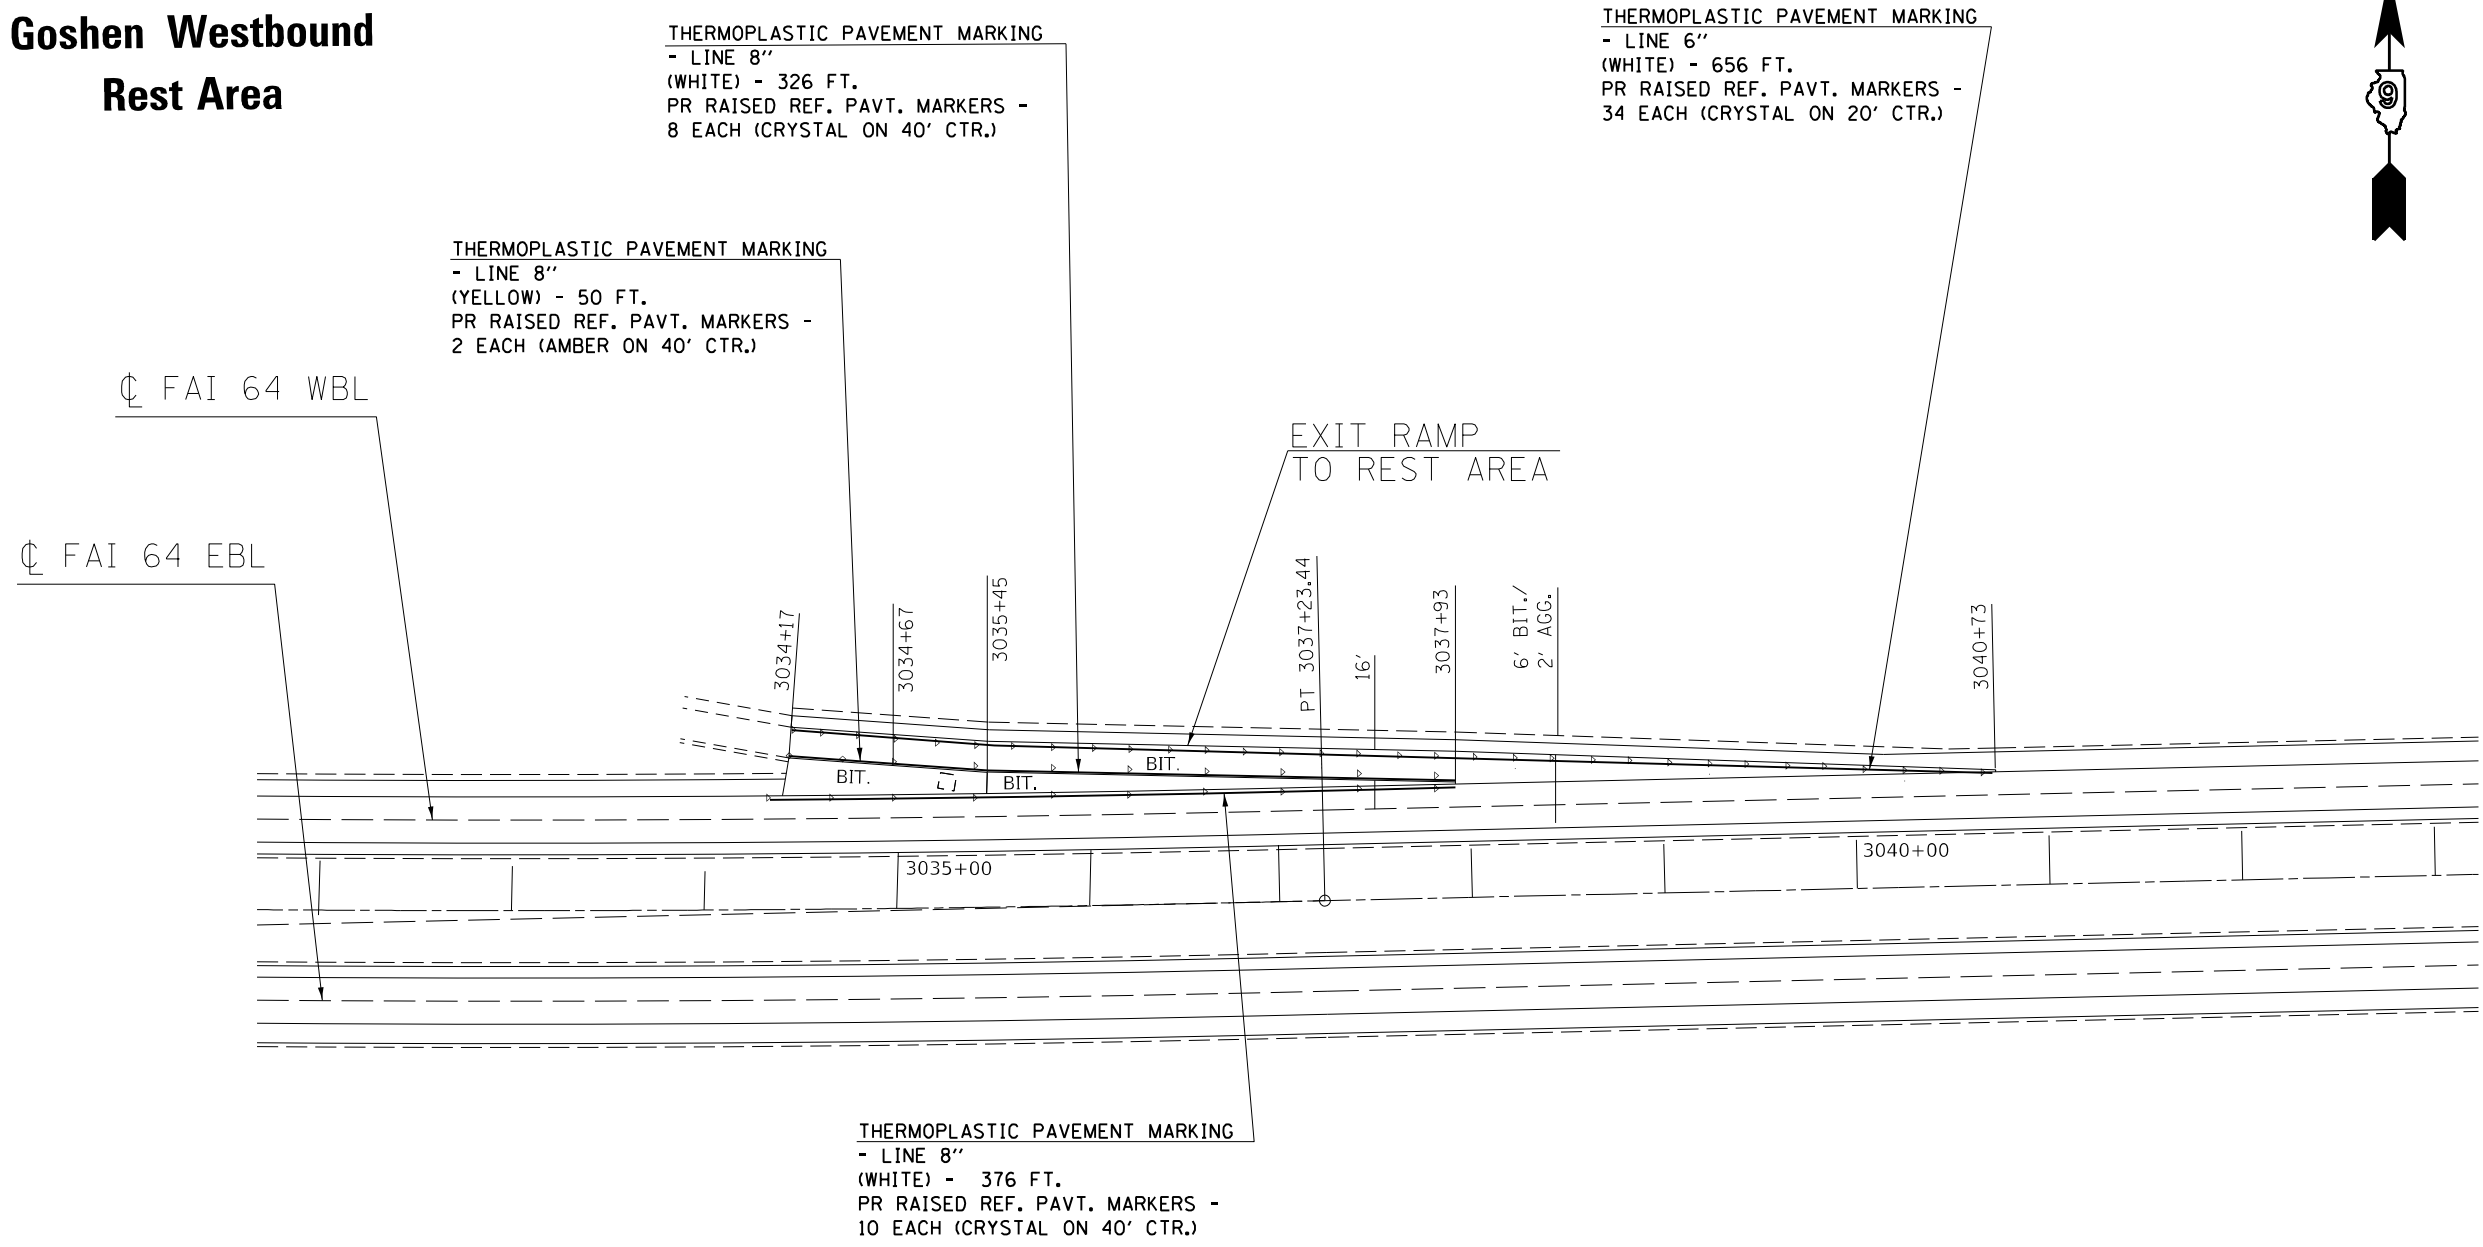 Goshen Westbound
Rest Area
THERMOPLASTIC PAVEMENT MARKING
- LINE 8''
(WHITE) - 326 FT.
PR RAISED REF. PAVT. MARKERS -
8 EACH (CRYSTAL ON 40' CTR.)
THERMOPLASTIC PAVEMENT MARKING
- LINE 6''
(WHITE) - 656 FT.
PR RAISED REF. PAVT. MARKERS -
34 EACH (CRYSTAL ON 20' CTR.)
9
THERMOPLASTIC PAVEMENT MARKING
- LINE 8''
(YELLOW) - 50 FT.
PR RAISED REF. PAVT. MARKERS -
2 EACH (AMBER ON 40' CTR.)
℄ FAI 64 WBL
EXIT RAMP
TO REST AREA
℄ FAI 64 EBL
3034+17
3034+67
3035+45
PT 3037+23.44
16'
3037+93
6' BIT./
2' AGG.
3040+73
BIT.
BIT.
BIT.
3035+00
3040+00
THERMOPLASTIC PAVEMENT MARKING
- LINE 8''
(WHITE) - 376 FT.
PR RAISED REF. PAVT. MARKERS -
10 EACH (CRYSTAL ON 40' CTR.)